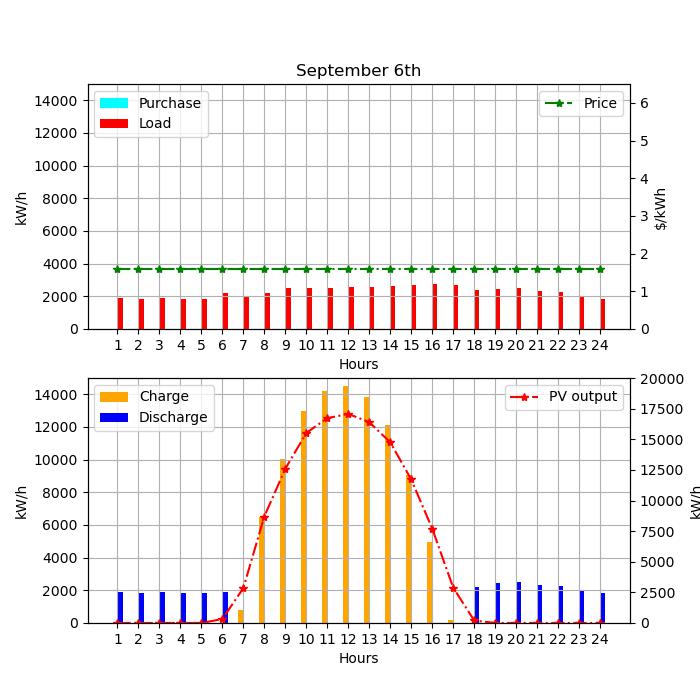 September 6th
14000
12000
10000
8000
6000
4000
2000
0
kW/h
Purchase
Load
Price
6
5
4
3
2
1
0
$/kWh
1 2 3 4 5 6 7 8 9 10 11 12 13 14 15 16 17 18 19 20 21 22 23 24
Hours
14000
12000
10000
8000
6000
4000
2000
0
kW/h
Charge
Discharge
PV output
20000
17500
15000
12500
10000
7500
5000
2500
0
kW/h
1 2 3 4 5 6 7 8 9 10 11 12 13 14 15 16 17 18 19 20 21 22 23 24
Hours